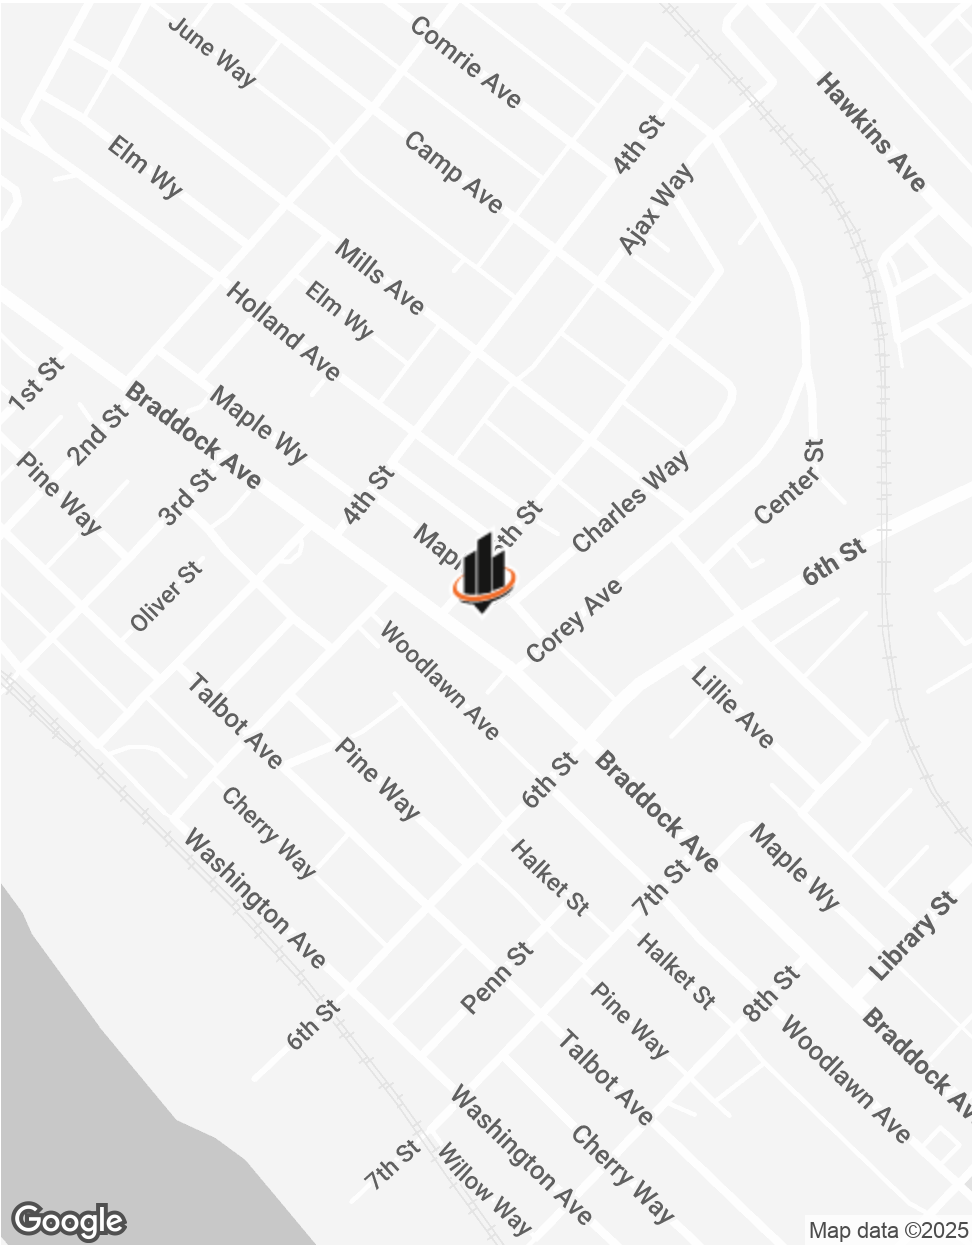 June Way
Comrie Ave
Hawkins Ave
4th St
Elm Wy
Camp Ave
Ajax Way
Mills Ave
Elm Wy
Holland Ave
1st St
Braddock Ave
Maple Wy
2nd St
Pine Way
3rd St
4th St
Charles Way
Center St
6th St
Oliver St
Corey Ave
Woodlawn Ave
Talbot Ave
Lillie Ave
Pine Way
6th St
Braddock Ave
Cherry Way
Maple Wy
Washington Ave
Halket St
7th St
Library St
Penn St
Halket St
8th St
6th St
Pine Way
Talbot Ave
Woodlawn Ave
Braddock Av
Washington Ave
Cherry Way
7th St
Willow Way
Google
Map data ©2025